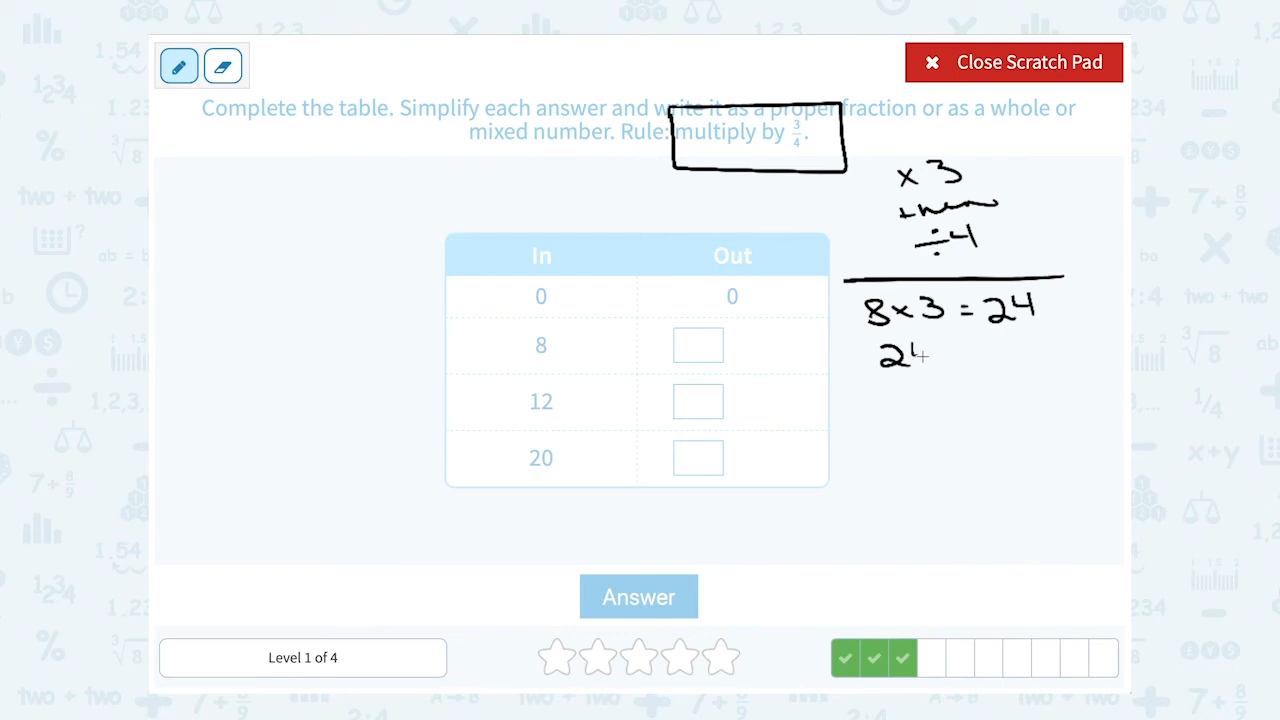 Close Scratch Pad
Complete the table. Simplify each answer and write it as a proper fraction or as a whole or
mixed number. Rule: multiply by 3/4.
× 3
then
÷ 4
In Out
0 0
8
12
20
8 × 3 = 24
24
Answer
Level 1 of 4